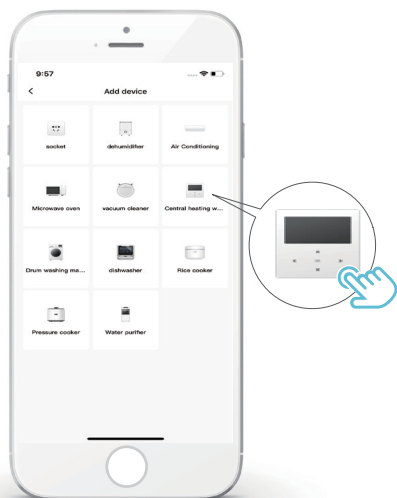 9:57
Add device
socket dehumidifier Air Conditioning
Microwave oven vacuum cleaner Central heating w...
Drum washing ma... dishwasher Rice cooker
Pressure cooker Water purifier